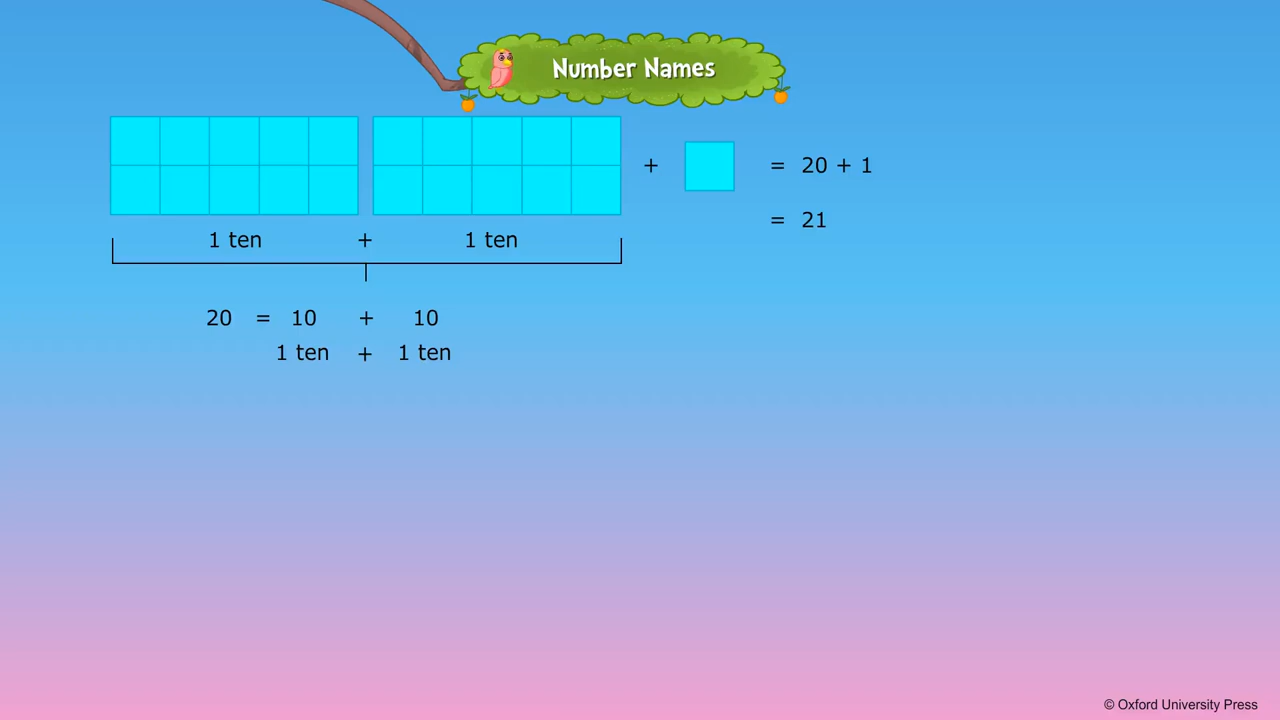 Number Names
+ = 20 + 1
= 21
1 ten + 1 ten
20 = 10 + 10
1 ten + 1 ten
© Oxford University Press